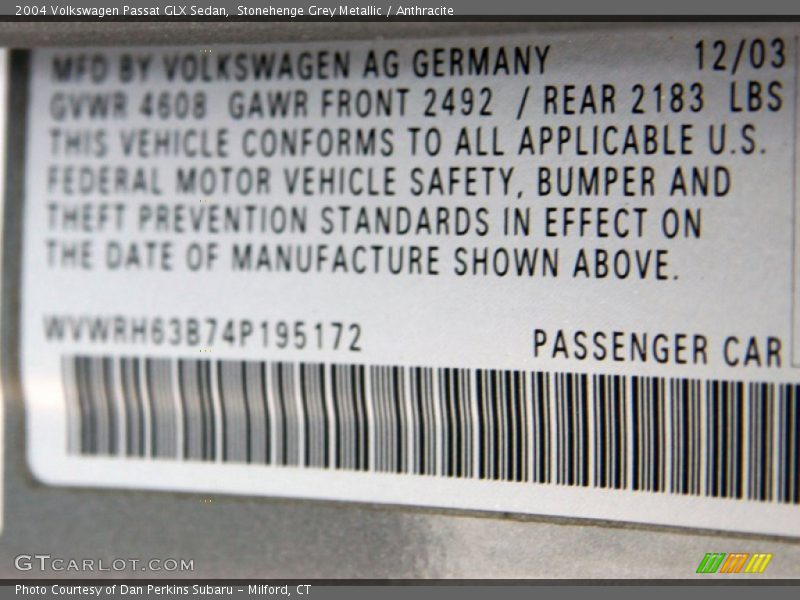 2004 Volkswagen Passat GLX Sedan,  Stonehenge Grey Metallic / Anthracite
MFD BY VOLKSWAGEN AG GERMANY 12/03
GVWR 4608 GAWR FRONT 2492 / REAR 2183 LBS
THIS VEHICLE CONFORMS TO ALL APPLICABLE U.S.
FEDERAL MOTOR VEHICLE SAFETY, BUMPER AND
THEFT PREVENTION STANDARDS IN EFFECT ON
THE DATE OF MANUFACTURE SHOWN ABOVE.
WVWRH63B74P195172 PASSENGER CAR
GTCARLOT.COM
Photo Courtesy of Dan Perkins Subaru - Milford, CT